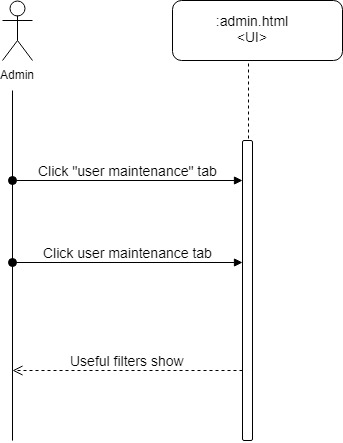 :admin.html
<UI>
Admin
Click "user maintenance" tab
Click user maintenance tab
Useful filters show